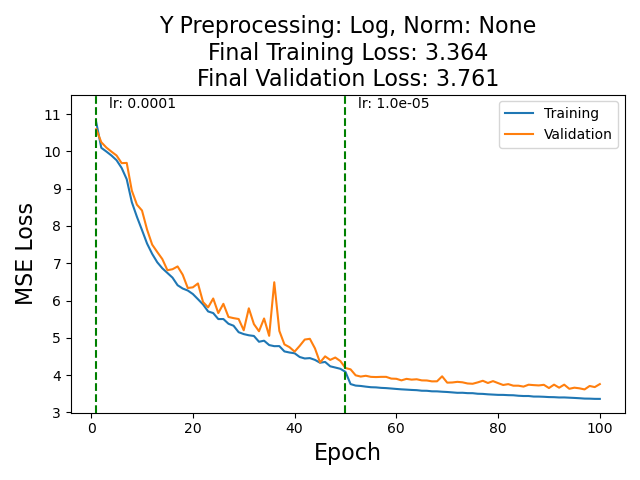 Y Preprocessing: Log, Norm: None
Final Training Loss: 3.364
Final Validation Loss: 3.761
lr: 0.0001
lr: 1.0e-05
Training
Validation
MSE Loss
11
10
9
8
7
6
5
4
3
0
20
40
60
80
100
Epoch